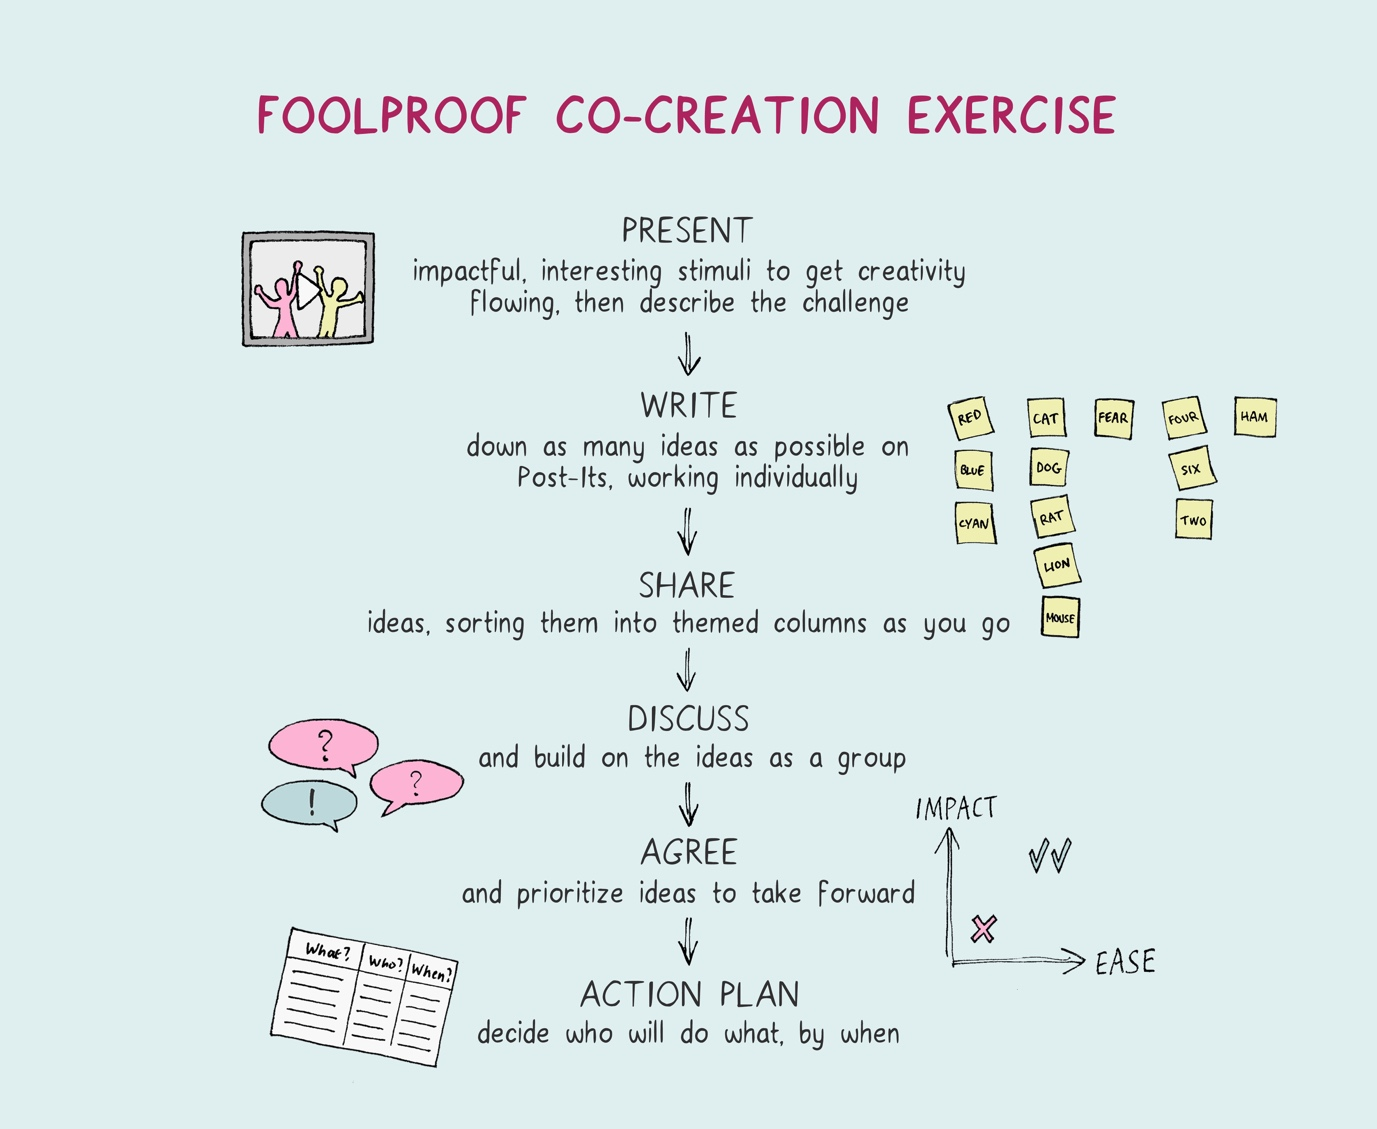 FOOLPROOF CO-CREATION EXERCISE
PRESENT
impactful, interesting stimuli to get creativity
flowing, then describe the challenge
WRITE
down as many ideas as possible on
Post-Its, working individually
RED CAT FEAR FOUR HAM
BLUE DOG SIX
CYAN RAT TWO
LION
MOUSE
SHARE
ideas, sorting them into themed columns as you go
DISCUSS
and build on the ideas as a group
?
?
!
AGREE
and prioritize ideas to take forward
IMPACT
EASE
What? Who? When?
ACTION PLAN
decide who will do what, by when